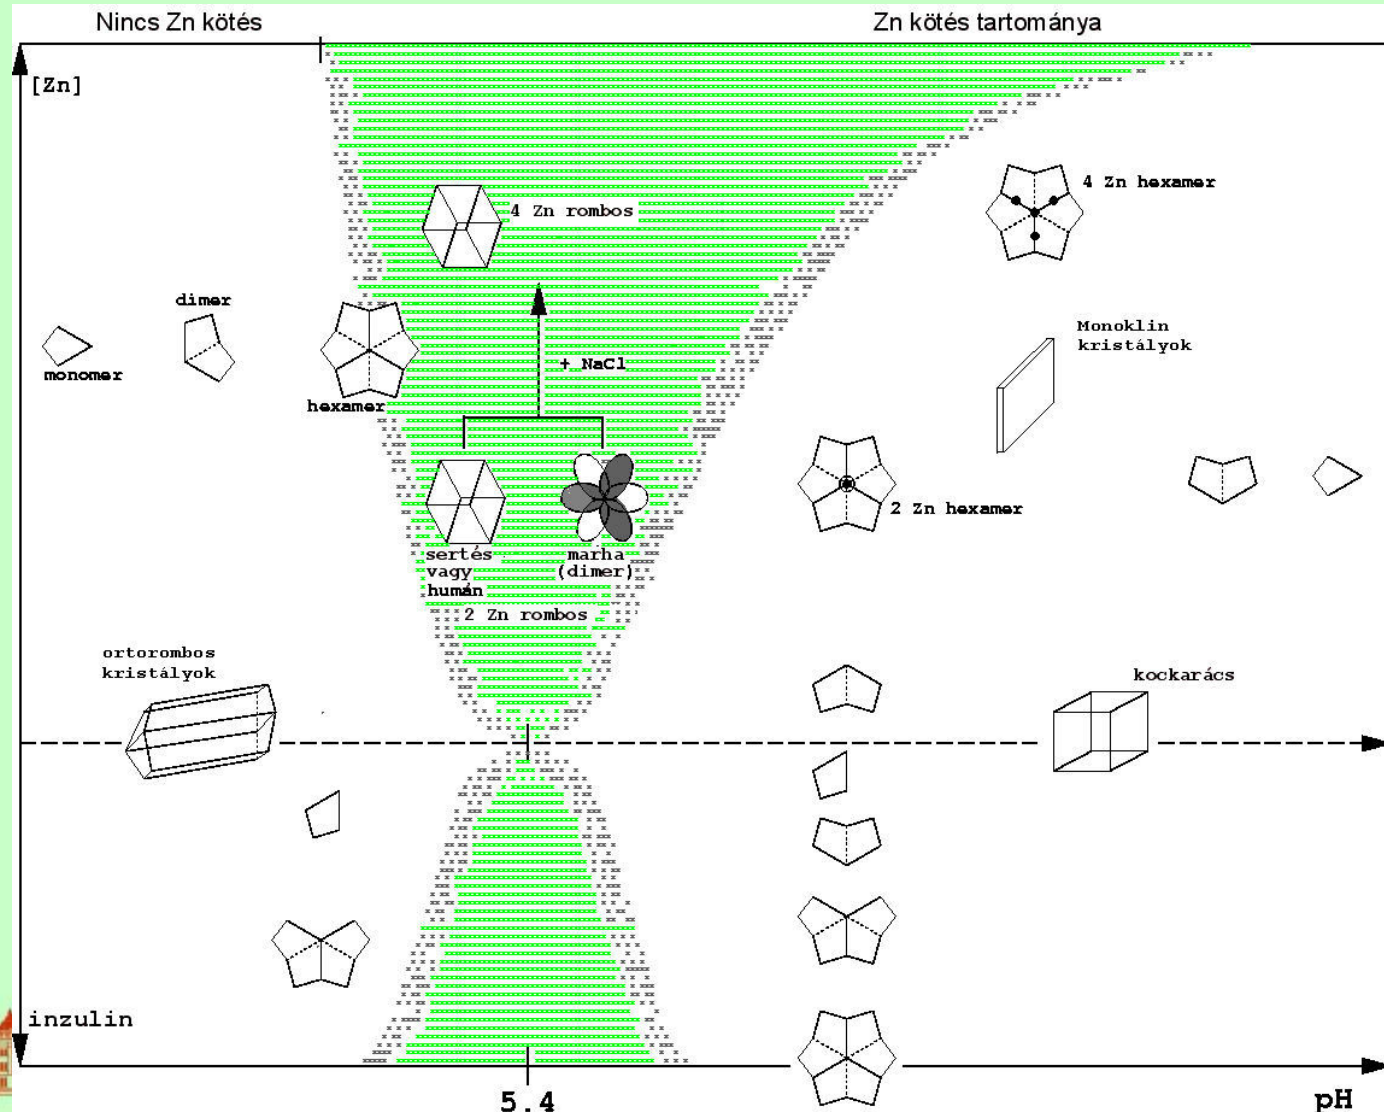 Nincs Zn kötés
Zn kötés tartománya
[Zn]
4 Zn hexamer
4 Zn rombos
dimer
monomer
hexamer
+ NaCl
Monoklin
kristályok
2 Zn hexamer
sertés
vagy
humán
marha
(dimer)
2 Zn rombos
ortorombos
kristályok
kockarács
inzulin
5.4
pH